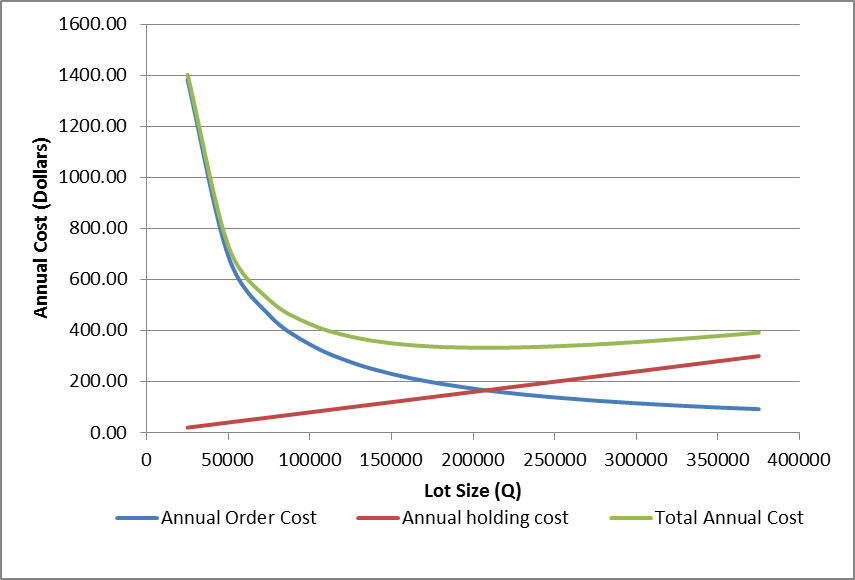 1600.00
1400.00
1200.00
1000.00
800.00
600.00
400.00
200.00
0.00
Annual Cost (Dollars)
0 50000 100000 150000 200000 250000 300000 350000 400000
Lot Size (Q)
Annual Order Cost Annual holding cost Total Annual Cost